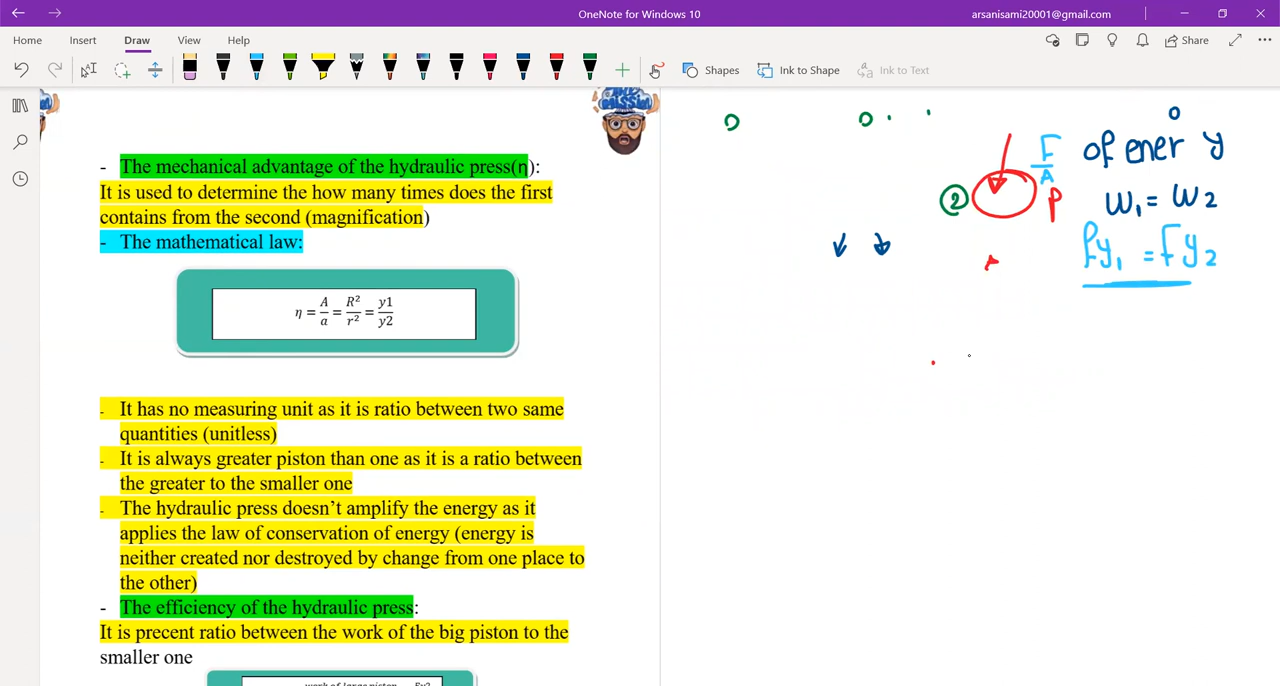 OneNote for Windows 10
arsanisami20001@gmail.com
Home Insert Draw View Help
Share
Shapes
Ink to Shape
Ink to Text
- The mechanical advantage of the hydraulic press(η):
It is used to determine the how many times does the first
contains from the second (magnification)
- The mathematical law:
η = A/a = R²/r² = y1/y2
- It has no measuring unit as it is ratio between two same
quantities (unitless)
- It is always greater piston than one as it is a ratio between
the greater to the smaller one
- The hydraulic press doesn’t amplify the energy as it
applies the law of conservation of energy (energy is
neither created nor destroyed by change from one place to
the other)
- The efficiency of the hydraulic press:
It is precent ratio between the work of the big piston to the
smaller one
F/A
of ener y
② P
w₁ = w₂
fy₁ = Fy₂